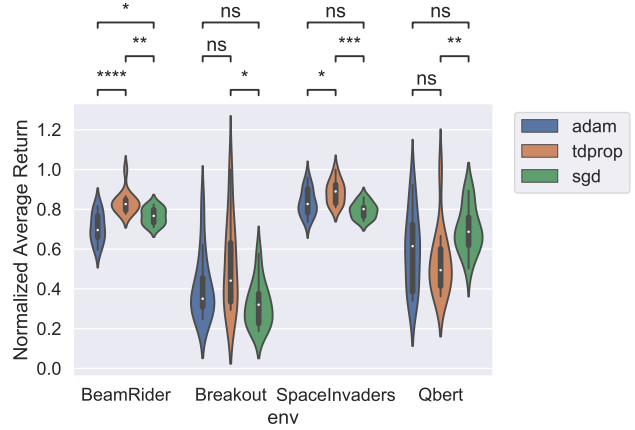 * ns ns ns
** ns *** **
**** * * ns
Normalized Average Return
1.2
1.0
0.8
0.6
0.4
0.2
0.0
BeamRider Breakout SpaceInvaders Qbert
env
adam
tdprop
sgd